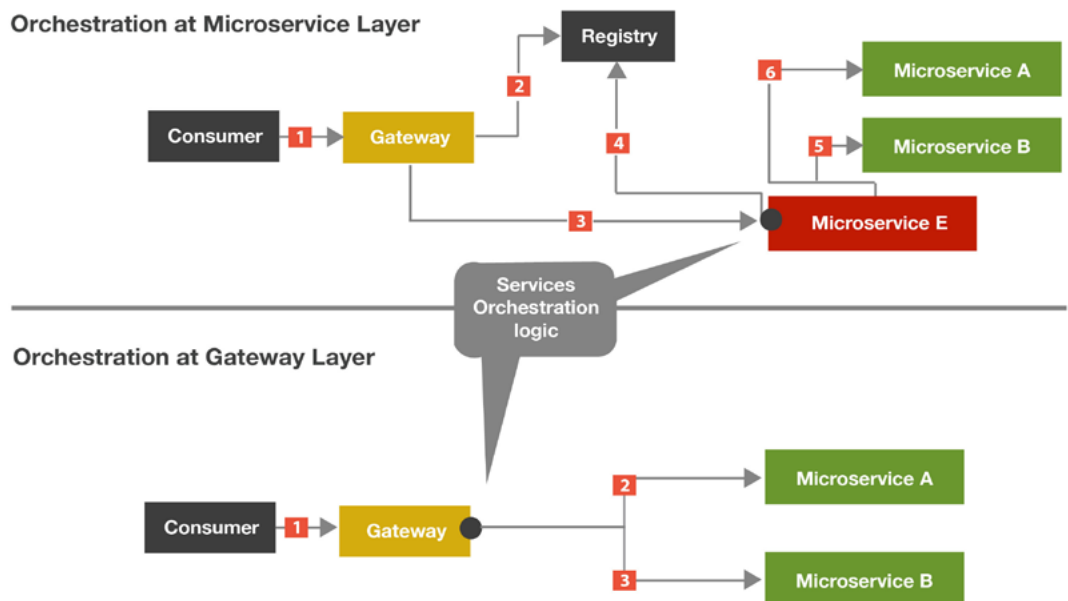 Orchestration at Microservice Layer
Registry
2
6
Microservice A
Consumer
1
Gateway
4
5
Microservice B
3
Microservice E
Services
Orchestration
logic
Orchestration at Gateway Layer
2
Microservice A
Consumer
1
Gateway
3
Microservice B